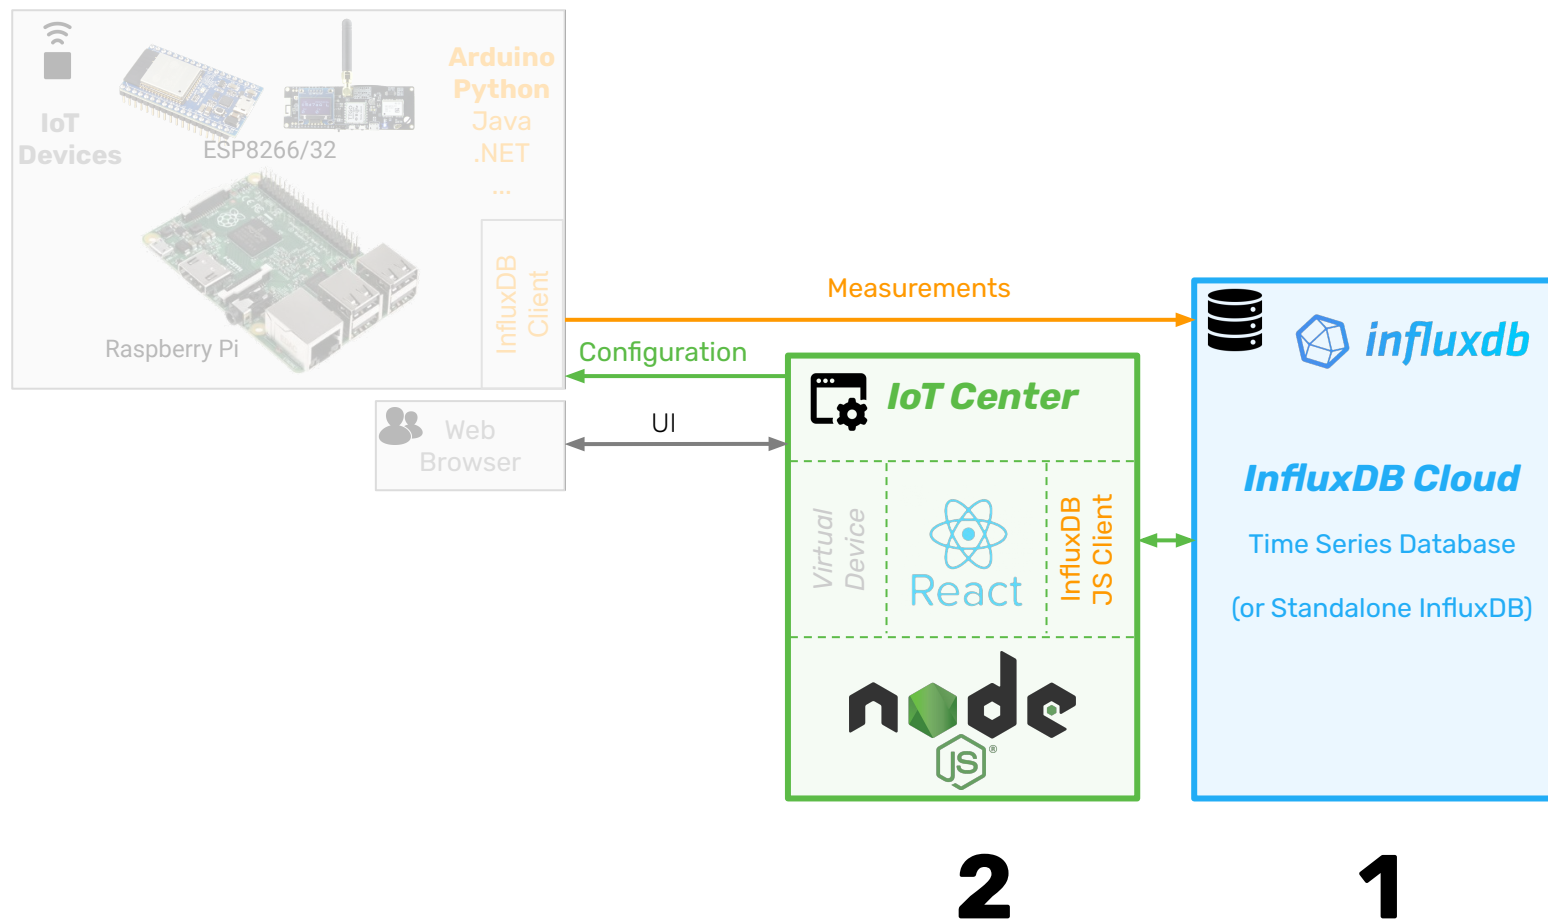 IoT
Devices
ESP8266/32
Raspberry Pi
Arduino
Python
Java
.NET
...
InfluxDB
Client
Web
Browser
Measurements
Configuration
UI
IoT Center
Virtual
Device
React
InfluxDB
JS Client
node
JS®
influxdb
InfluxDB Cloud
Time Series Database
(or Standalone InfluxDB)
2
1